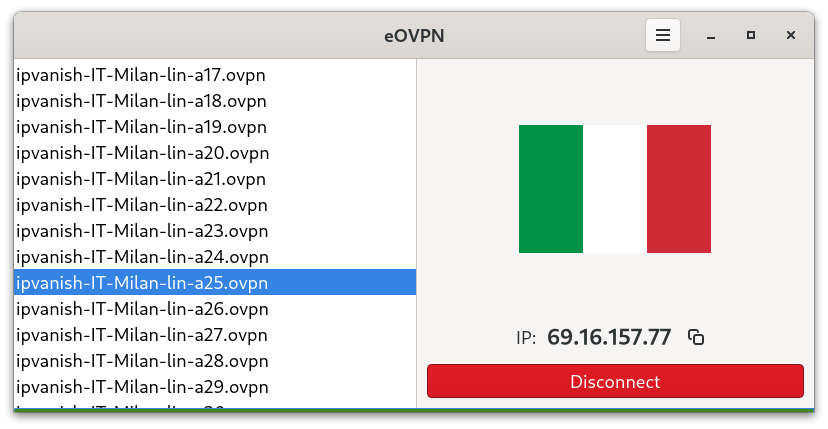 eOVPN
ipvanish-IT-Milan-lin-a17.ovpn
ipvanish-IT-Milan-lin-a18.ovpn
ipvanish-IT-Milan-lin-a19.ovpn
ipvanish-IT-Milan-lin-a20.ovpn
ipvanish-IT-Milan-lin-a21.ovpn
ipvanish-IT-Milan-lin-a22.ovpn
ipvanish-IT-Milan-lin-a23.ovpn
ipvanish-IT-Milan-lin-a24.ovpn
ipvanish-IT-Milan-lin-a25.ovpn
ipvanish-IT-Milan-lin-a26.ovpn
ipvanish-IT-Milan-lin-a27.ovpn
ipvanish-IT-Milan-lin-a28.ovpn
ipvanish-IT-Milan-lin-a29.ovpn
IP: 69.16.157.77
Disconnect